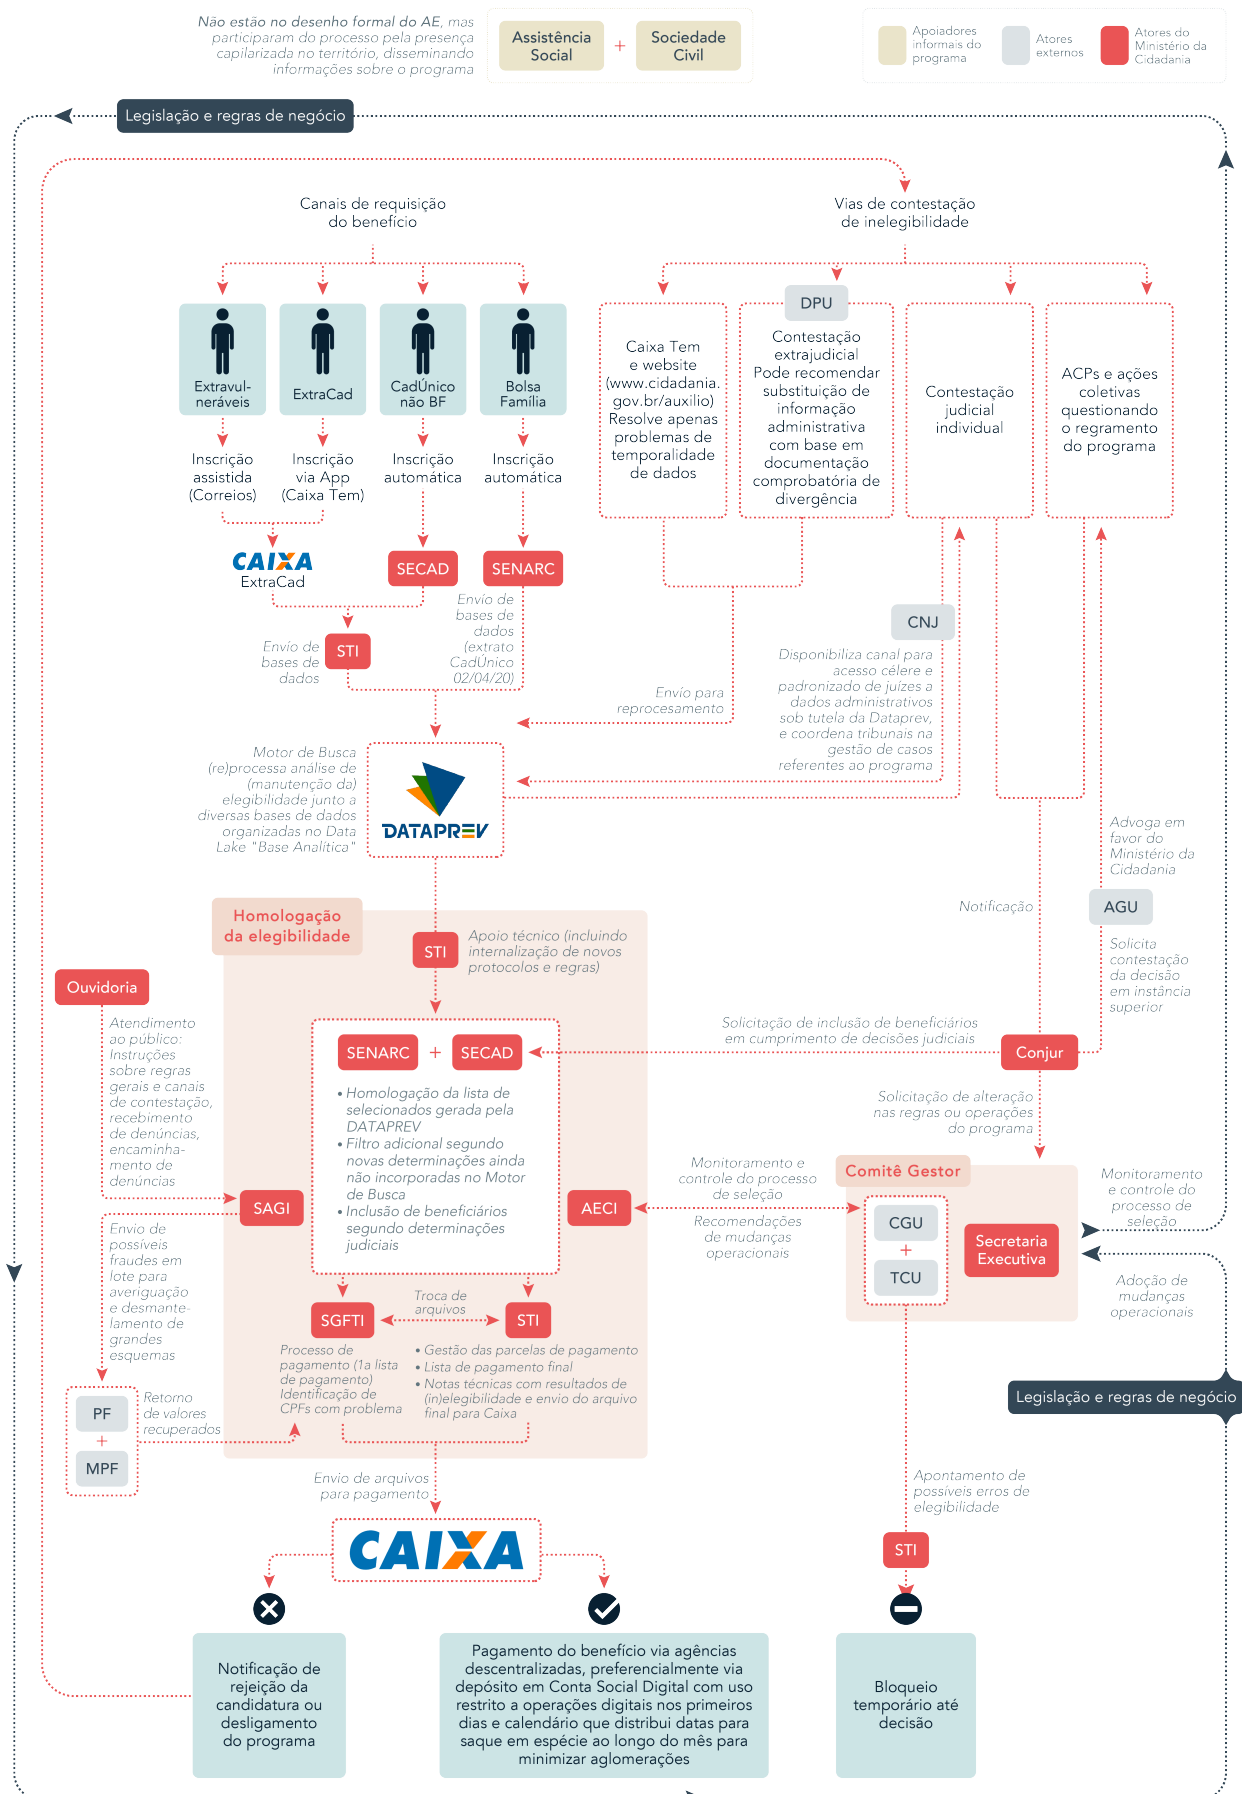 Não estão no desenho formal do AE, mas
participaram do processo pela presença
capilarizada no território, disseminando
informações sobre o programa
Assistência
Social
+
Sociedade
Civil
Apoiadores
informais do
programa
Atores
externos
Atores do
Ministério da
Cidadania
Legislação e regras de negócio
Canais de requisição
do benefício
Vias de contestação
de inelegibilidade
Extravul-
neráveis
ExtraCad
CadÚnico
não BF
Bolsa
Família
Inscrição
assistida
(Correios)
Inscrição
via App
(Caixa Tem)
Inscrição
automática
Inscrição
automática
CAIXA
ExtraCad
SECAD
SENARC
Envío de
bases de
dados
STI
Envío de
bases de
dados
(extrato
CadÚnico
02/04/20)
Caixa Tem
e website
(www.cidadania.
gov.br/auxilio)
Resolve apenas
problemas de
temporalidade
de dados
DPU
Contestação
extrajudicial
Pode recomendar
substituição de
informação
administrativa
com base em
documentação
comprobatória de
divergência
Contestação
judicial
individual
ACPs e ações
coletivas
questionando
o regramento
do programa
Envío para
reprocesamento
CNJ
Disponibiliza canal para
acesso célere e
padronizado de juízes a
dados administrativos
sob tutela da Dataprev,
e coordena tribunais na
gestão de casos
referentes ao programa
Motor de Busca
(re)processa análise de
(manutenção da)
elegibilidade junto a
diversas bases de dados
organizadas no Data
Lake "Base Analítica"
DATAPREV
Advoga em
favor do
Ministério da
Cidadania
Notificação
AGU
Solicita
contestação
da decisão
em instância
superior
Homologação
da elegibilidade
STI
Apoio técnico (incluindo
internalização de novos
protocolos e regras)
Ouvidoria
Atendimento
ao público:
Instruções
sobre regras
gerais e canais
de contestação,
recebimento
de denúncias,
encaminha-
mento de
denúncias
SENARC
+
SECAD
• Homologação da lista de
selecionados gerada pela
DATAPREV
• Filtro adicional segundo
novas determinações ainda
não incorporadas no Motor
de Busca
• Inclusão de beneficiários
segundo determinações
judiciais
Solicitação de inclusão de beneficiários
em cumprimento de decisões judiciais
Conjur
Solicitação de alteração
nas regras ou operações
do programa
SAGI
AECI
Monitoramento e
controle do processo
de seleção
Recomendações
de mudanças
operacionais
Comitê Gestor
CGU
+
TCU
Secretaria
Executiva
Monitoramento
e controle do
processo de
seleção
Adoção de
mudanças
operacionais
Envio de
possíveis
fraudes em
lote para
averiguação
e desmante-
lamento de
grandes
esquemas
SGFTI
Troca de
arquivos
STI
Processo de
pagamento (1a lista
de pagamento)
Identificação de
CPFs com problema
• Gestão das parcelas de pagamento
• Lista de pagamento final
• Notas técnicas com resultados de
(in)elegibilidade e envio do arquivo
final para Caixa
PF
+
MPF
Retorno
de valores
recuperados
Legislação e regras de negócio
Envio de arquivos
para pagamento
Apontamento de
possíveis erros de
elegibilidade
CAIXA
STI
Notificação de
rejeição da
candidatura ou
desligamento
do programa
Pagamento do benefício via agências
descentralizadas, preferencialmente via
depósito em Conta Social Digital com uso
restrito a operações digitais nos primeiros
dias e calendário que distribui datas para
saque em espécie ao longo do mês para
minimizar aglomerações
Bloqueio
temporário até
decisão